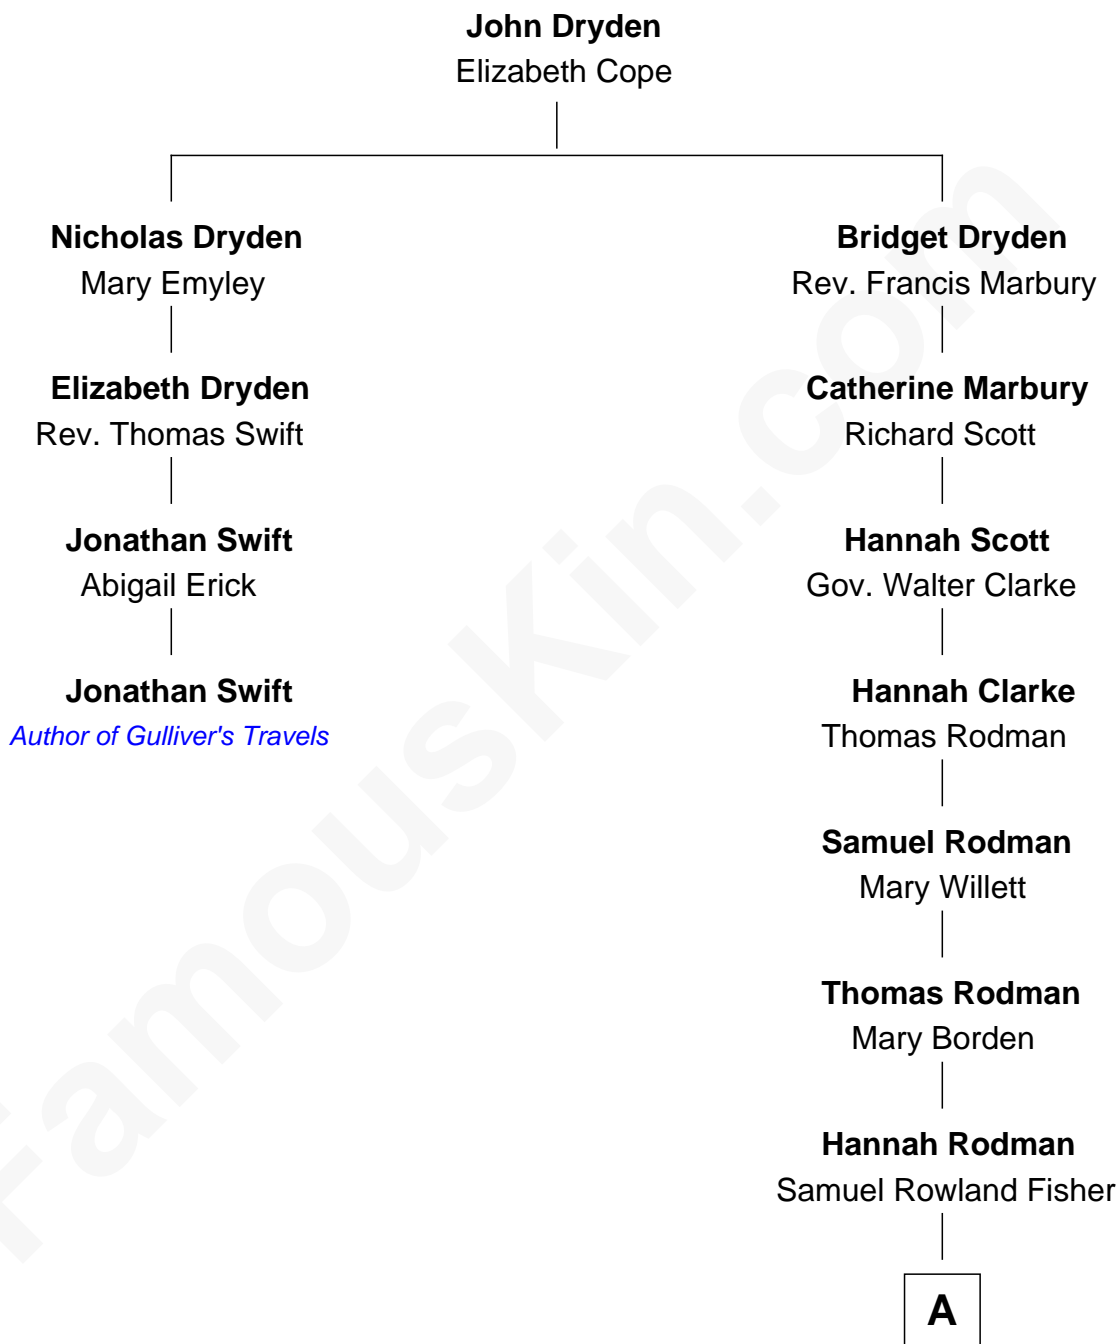 John Dryden
Elizabeth Cope
Nicholas Dryden
Mary Emyley
Bridget Dryden
Rev. Francis Marbury
Elizabeth Dryden
Rev. Thomas Swift
Catherine Marbury
Richard Scott
Jonathan Swift
Abigail Erick
Hannah Scott
Gov. Walter Clarke
Jonathan Swift
Author of Gulliver's Travels
Hannah Clarke
Thomas Rodman
Samuel Rodman
Mary Willett
Thomas Rodman
Mary Borden
Hannah Rodman
Samuel Rowland Fisher
A
FamousKin.com